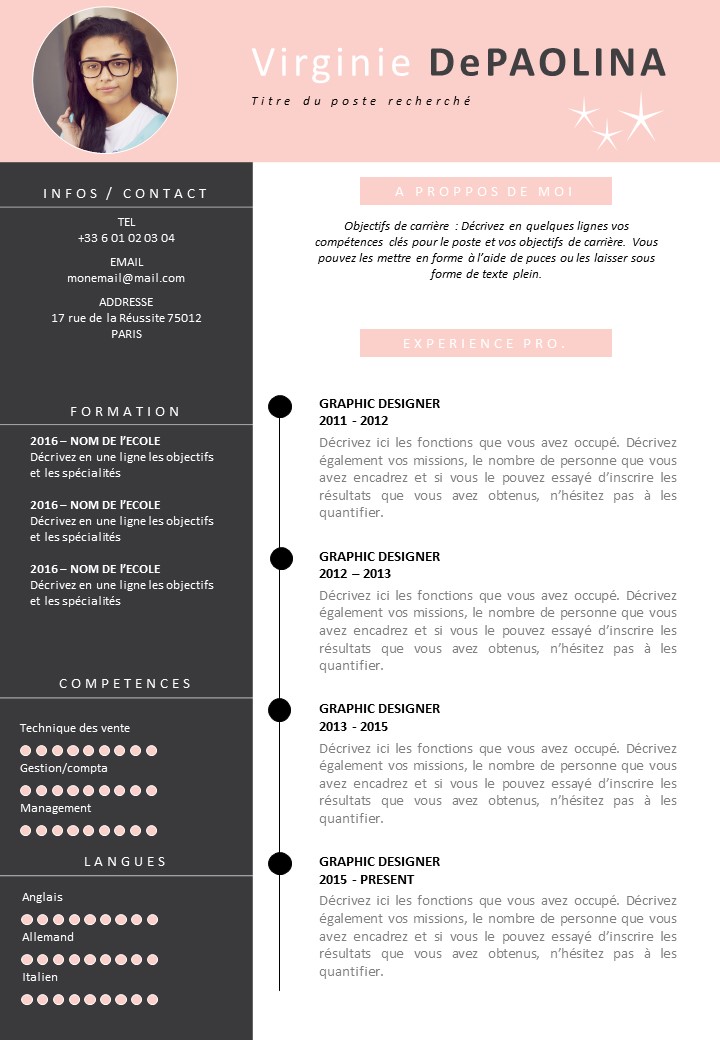 Virginie DePAOLINA
Titre du poste recherché
INFOS / CONTACT
TEL
+33 6 01 02 03 04
EMAIL
monemail@mail.com
ADDRESSE
17 rue de la Réussite 75012
PARIS
FORMATION
2016 – NOM DE l’ECOLE
Décrivez en une ligne les objectifs
et les spécialités
2016 – NOM DE l’ECOLE
Décrivez en une ligne les objectifs
et les spécialités
2016 – NOM DE l’ECOLE
Décrivez en une ligne les objectifs
et les spécialités
COMPETENCES
Technique des vente
Gestion/compta
Management
LANGUES
Anglais
Allemand
Italien
A PROPPOS DE MOI
Objectifs de carrière : Décrivez en quelques lignes vos
compétences clés pour le poste et vos objectifs de carrière. Vous
pouvez les mettre en forme à l’aide de puces ou les laisser sous
forme de texte plein.
EXPERIENCE PRO.
GRAPHIC DESIGNER
2011 - 2012
Décrivez ici les fonctions que vous avez occupé. Décrivez
également vos missions, le nombre de personne que vous
avez encadrez et si vous le pouvez essayé d’inscrire les
résultats que vous avez obtenus, n’hésitez pas à les
quantifier.
GRAPHIC DESIGNER
2012 – 2013
Décrivez ici les fonctions que vous avez occupé. Décrivez
également vos missions, le nombre de personne que vous
avez encadrez et si vous le pouvez essayé d’inscrire les
résultats que vous avez obtenus, n’hésitez pas à les
quantifier.
GRAPHIC DESIGNER
2013 - 2015
Décrivez ici les fonctions que vous avez occupé. Décrivez
également vos missions, le nombre de personne que vous
avez encadrez et si vous le pouvez essayé d’inscrire les
résultats que vous avez obtenus, n’hésitez pas à les
quantifier.
GRAPHIC DESIGNER
2015 - PRESENT
Décrivez ici les fonctions que vous avez occupé. Décrivez
également vos missions, le nombre de personne que vous
avez encadrez et si vous le pouvez essayé d’inscrire les
résultats que vous avez obtenus, n’hésitez pas à les
quantifier.